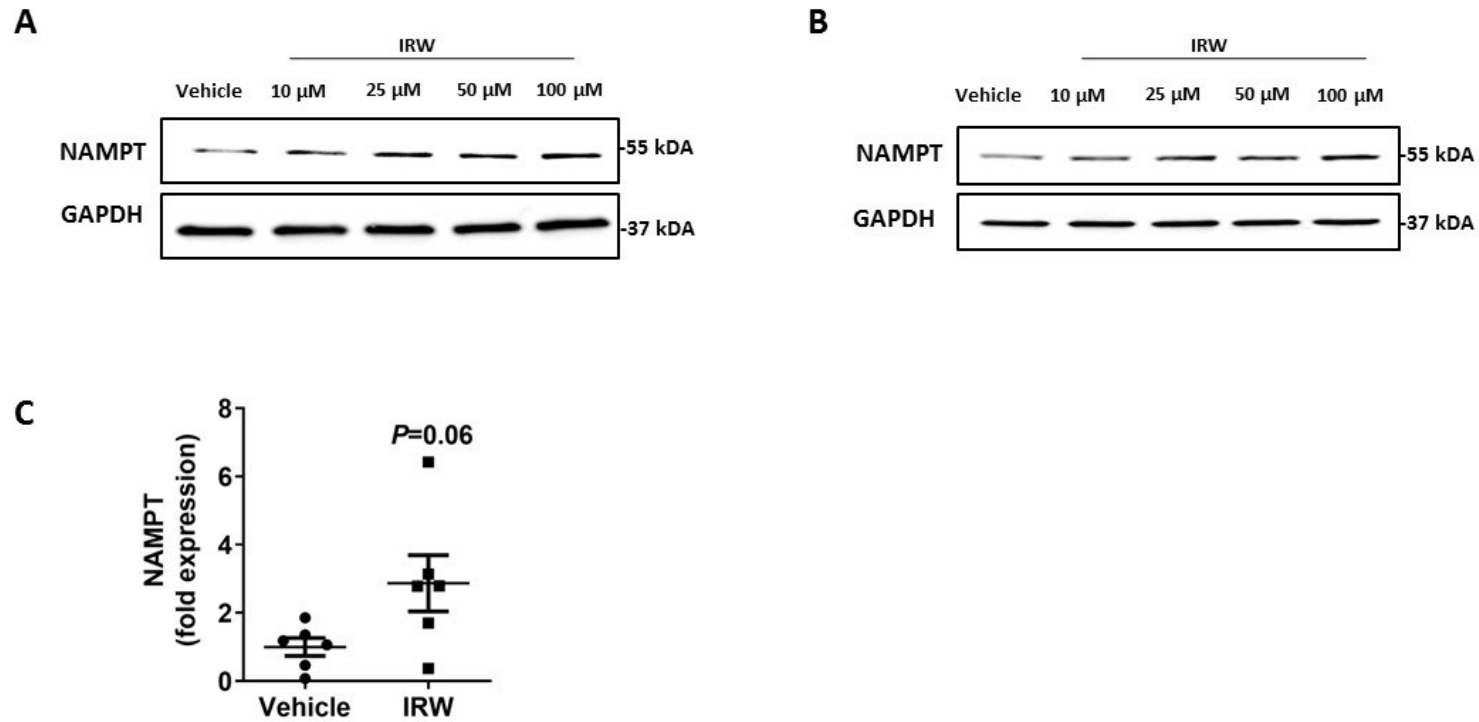 A
IRW
Vehicle 10 µM 25 µM 50 µM 100 µM
NAMPT
-55 kDA
GAPDH
-37 kDA
B
IRW
Vehicle 10 µM 25 µM 50 µM 100 µM
NAMPT
-55 kDA
GAPDH
-37 kDA
C
NAMPT
(fold expression)
8
6
4
2
0
P=0.06
Vehicle IRW